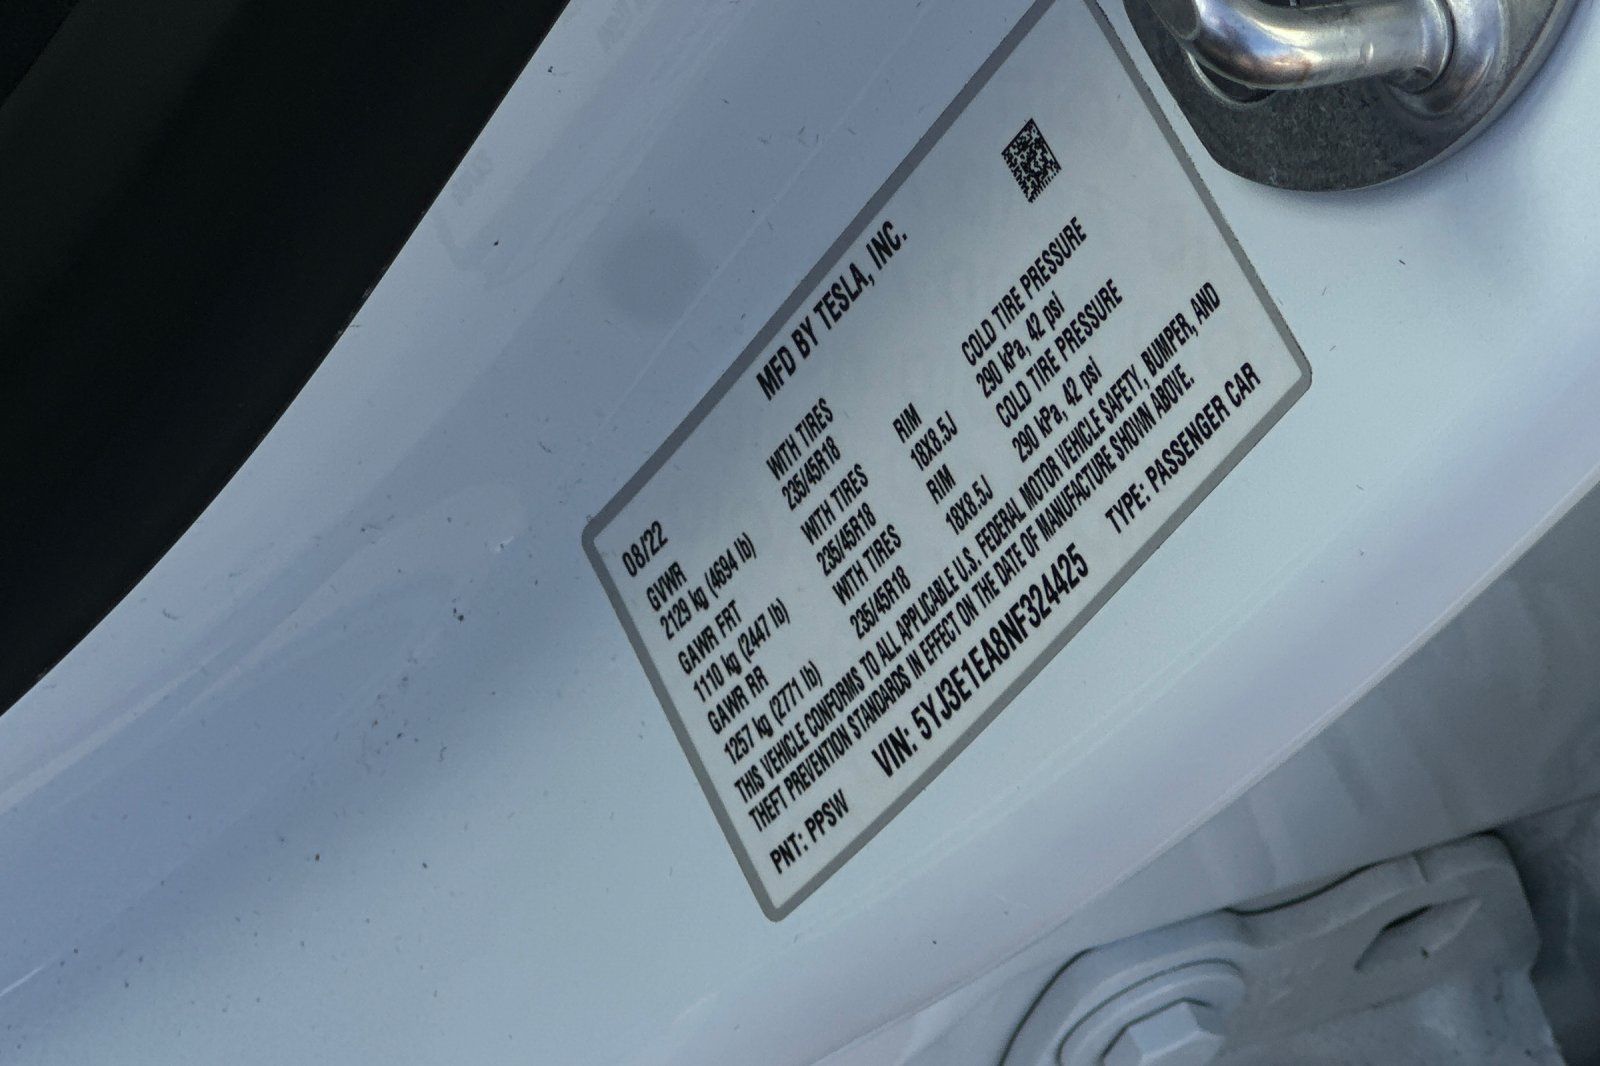 MFD BY TESLA, INC.
08/22
GVWR WITH TIRES RIM COLD TIRE PRESSURE
2129 kg (4694 lb) 235/45R18 18X8.5J 290 kPa, 42 psi
GAWR FRT WITH TIRES RIM COLD TIRE PRESSURE
1110 kg (2447 lb) 235/45R18 18X8.5J 290 kPa, 42 psi
GAWR RR WITH TIRES
1257 kg (2771 lb) 235/45R18
THIS VEHICLE CONFORMS TO ALL APPLICABLE U.S. FEDERAL MOTOR VEHICLE SAFETY, BUMPER, AND
THEFT PREVENTION STANDARDS IN EFFECT ON THE DATE OF MANUFACTURE SHOWN ABOVE.
VIN: 5YJ3E1EA8NF324425 TYPE: PASSENGER CAR
PNT: PPSW